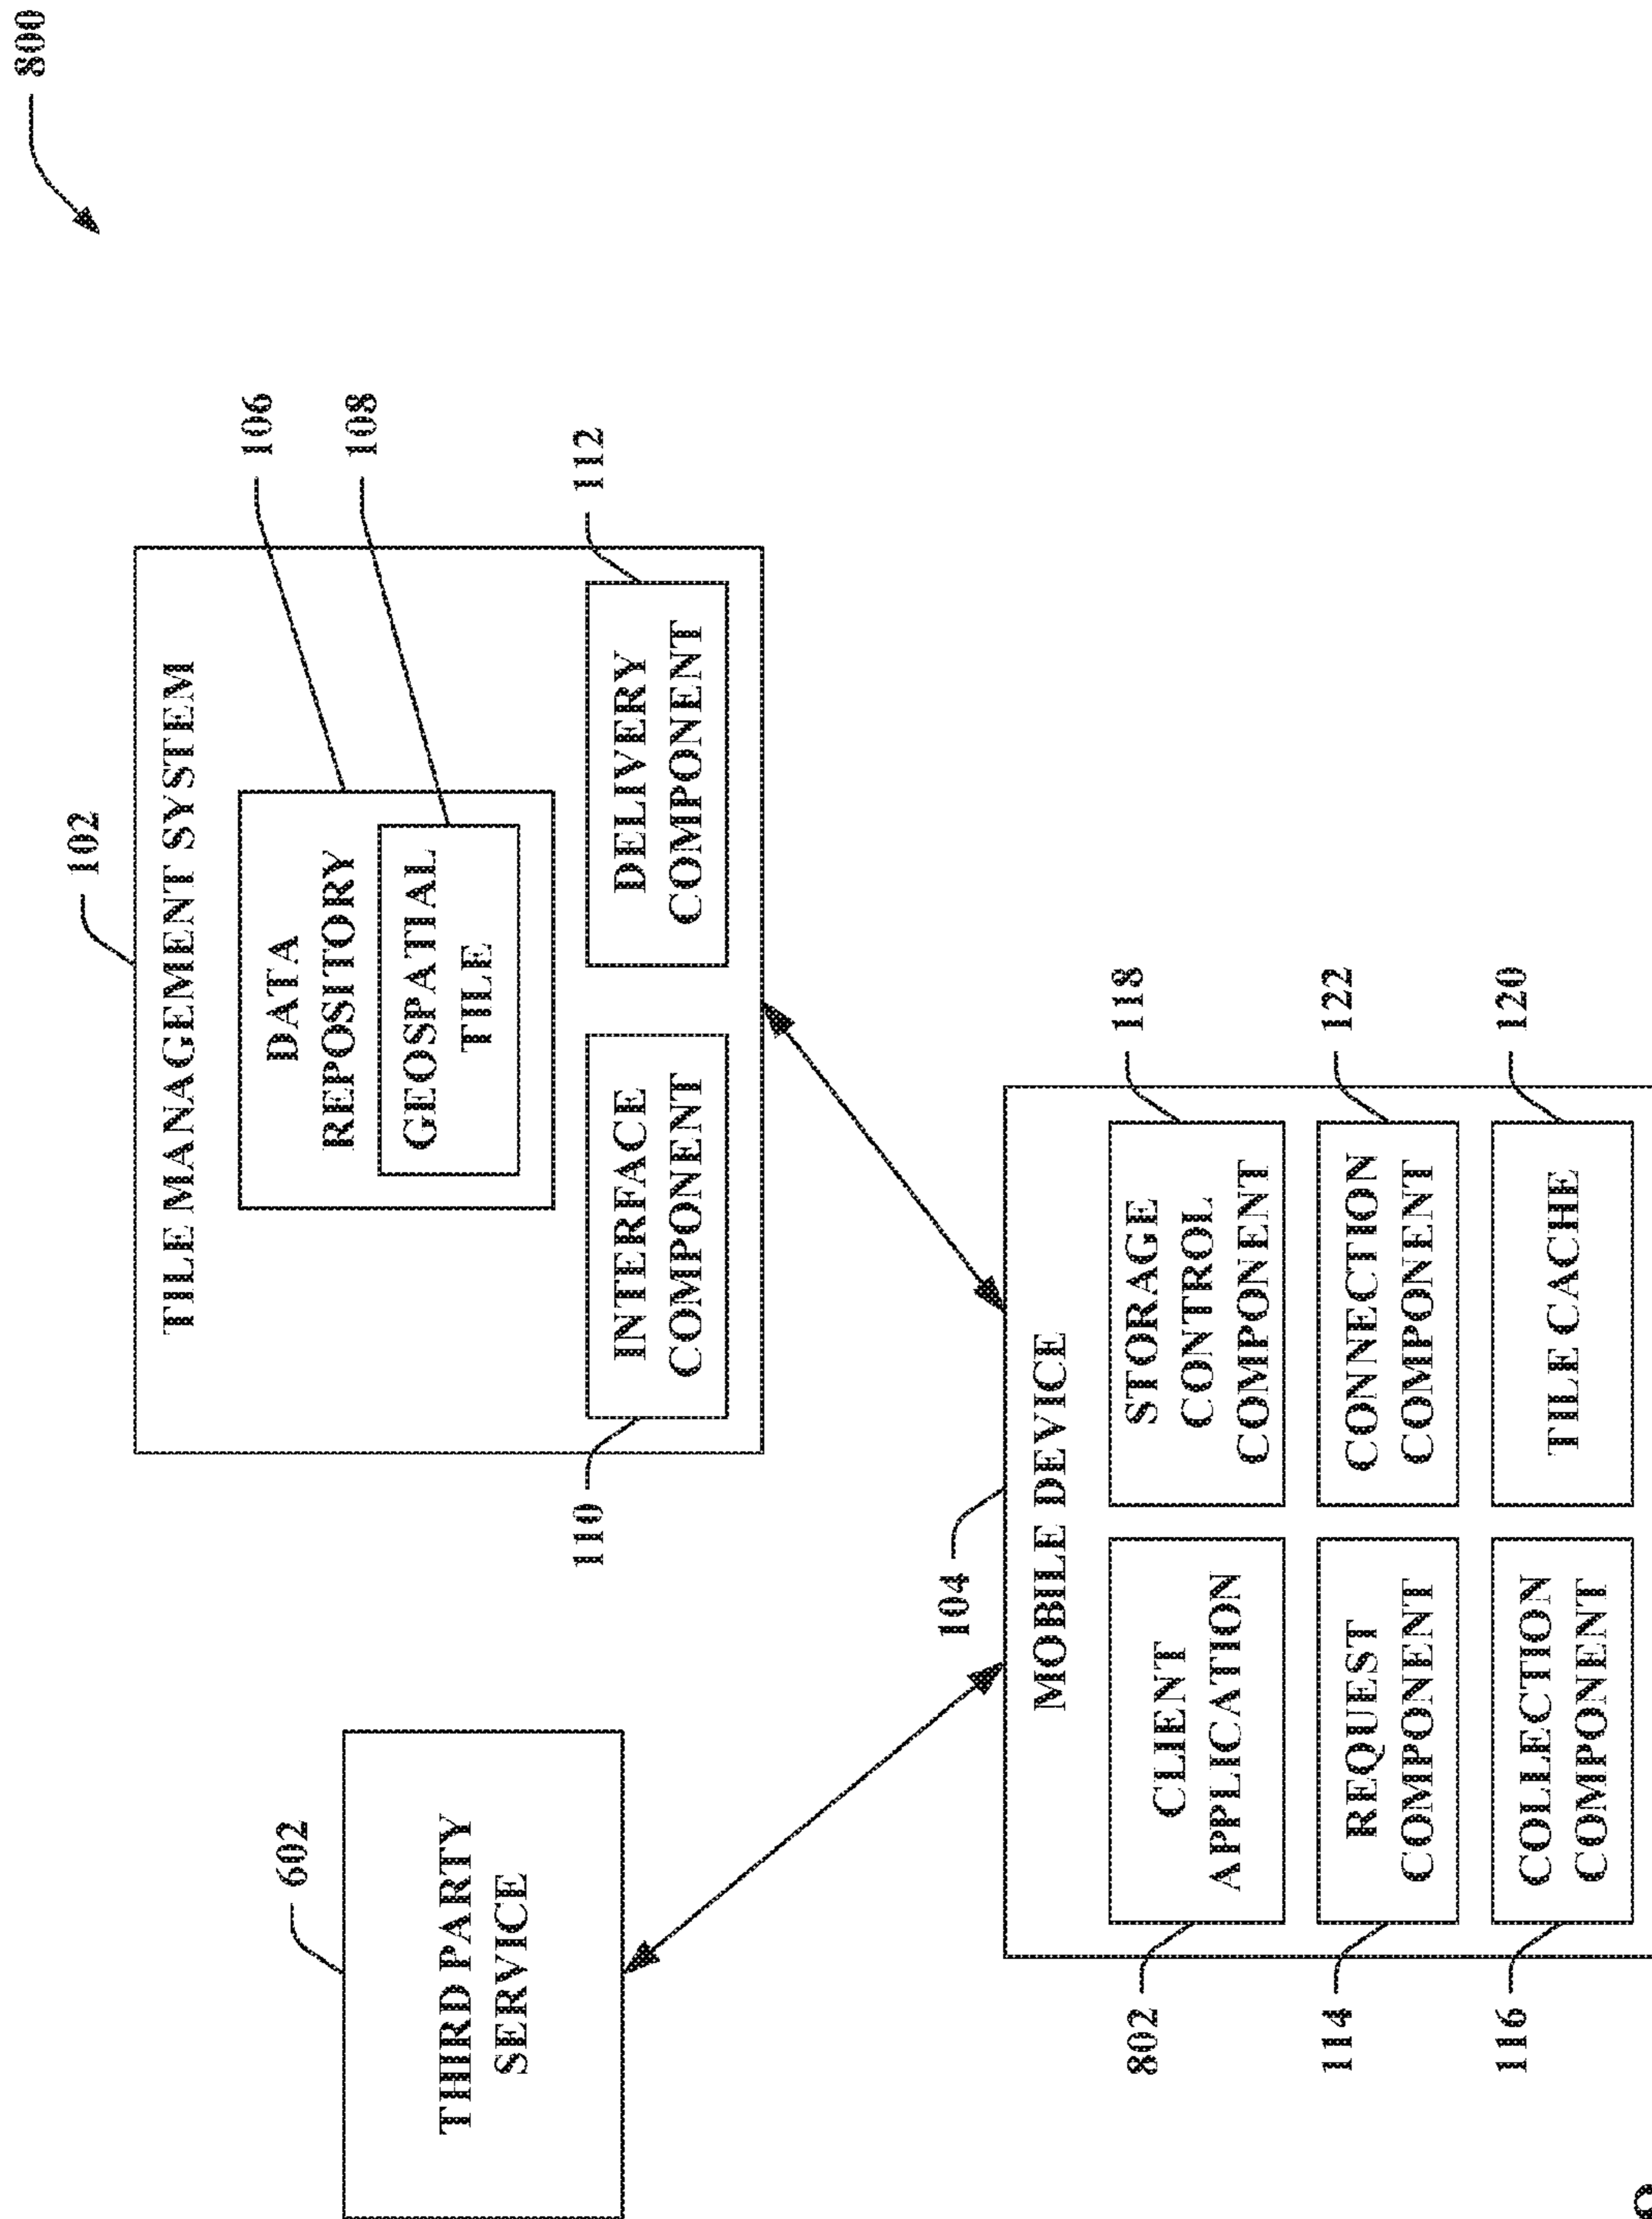 800
602
THIRD PARTY
SERVICE
102
TILE MANAGEMENT SYSTEM
106
DATA
REPOSITORY
108
GEOSPATIAL
TILE
110
INTERFACE
COMPONENT
112
DELIVERY
COMPONENT
104
MOBILE DEVICE
802
CLIENT
APPLICATION
118
STORAGE
CONTROL
COMPONENT
114
REQUEST
COMPONENT
122
CONNECTION
COMPONENT
116
COLLECTION
COMPONENT
120
TILE CACHE